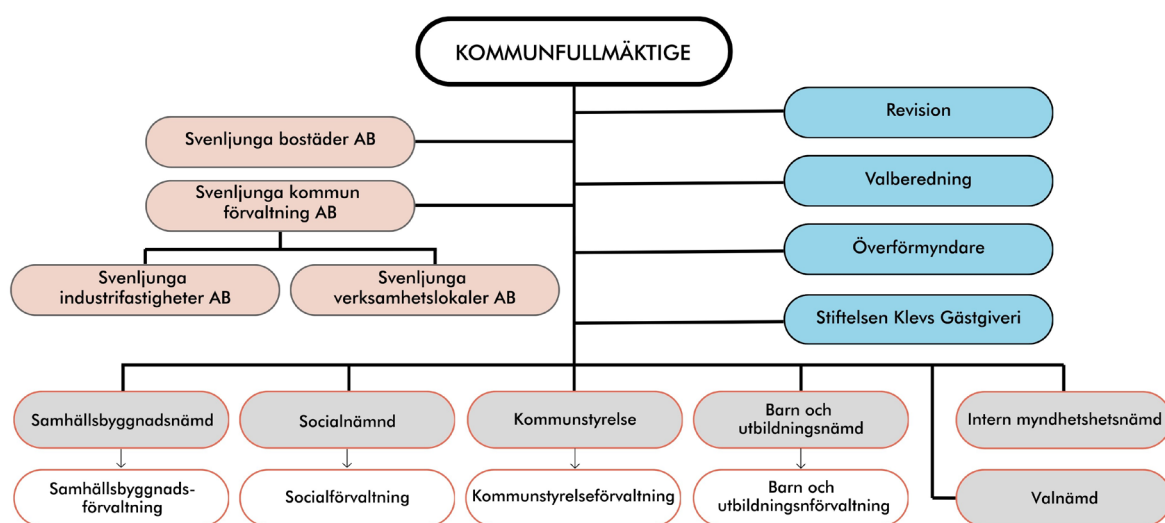 KOMMUNFULLMÄKTIGE
Revision
Svenljunga bostäder AB
Valberedning
Svenljunga kommun
förvaltning AB
Överförmyndare
Svenljunga
industrifastigheter AB
Svenljunga
verksamhetslokaler AB
Stiftelsen Klevs Gästgiveri
Samhällsbyggnadsnämd
Socialnämnd
Kommunstyrelse
Barn och
utbildningsnämd
Intern myndhetshetsnämd
Samhällsbyggnads-
förvaltning
Socialförvaltning
Kommunstyrelseförvaltning
Barn och
utbildningsnförvaltning
Valnämd